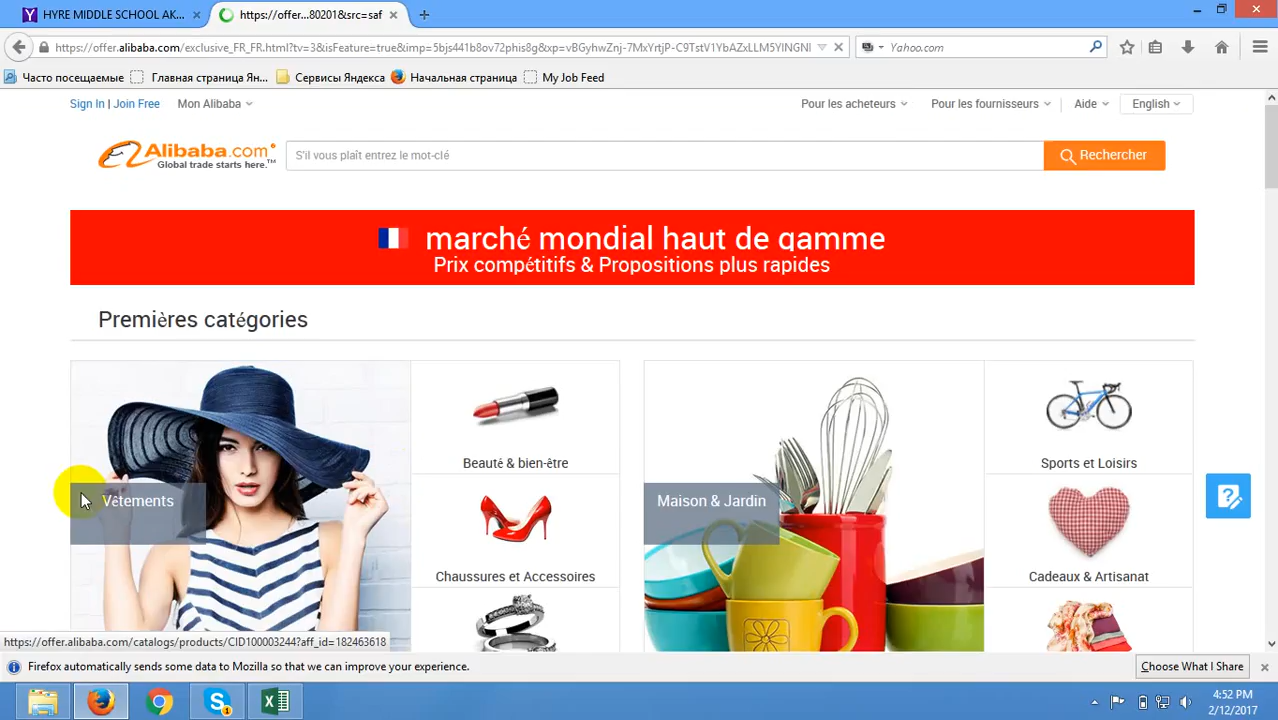 HYRE MIDDLE SCHOOL AK...
https://offer...80201&src=saf
https://offer.alibaba.com/exclusive_FR_FR.html?tv=3&isFeature=true&imp=5bjs441b8ov72phis8g&xp=vBGyhwZnj-7MxYrtjP-C9TstV1YbAZxLLM5YINGNI
Yahoo.com
Часто посещаемые
Главная страница Ян...
Сервисы Яндекса
Начальная страница
My Job Feed
Sign In | Join Free
Mon Alibaba
Pour les acheteurs
Pour les fournisseurs
Aide
English
Alibaba.com®
Global trade starts here.™
S'il vous plaît entrez le mot-clé
Rechercher
marché mondial haut de gamme
Prix compétitifs & Propositions plus rapides
Premières catégories
Vêtements
Beauté & bien-être
Chaussures et Accessoires
Maison & Jardin
Sports et Loisirs
Cadeaux & Artisanat
https://offer.alibaba.com/catalogs/products/CID100003244?aff_id=182463618
Firefox automatically sends some data to Mozilla so that we can improve your experience.
Choose What I Share
4:52 PM
2/12/2017